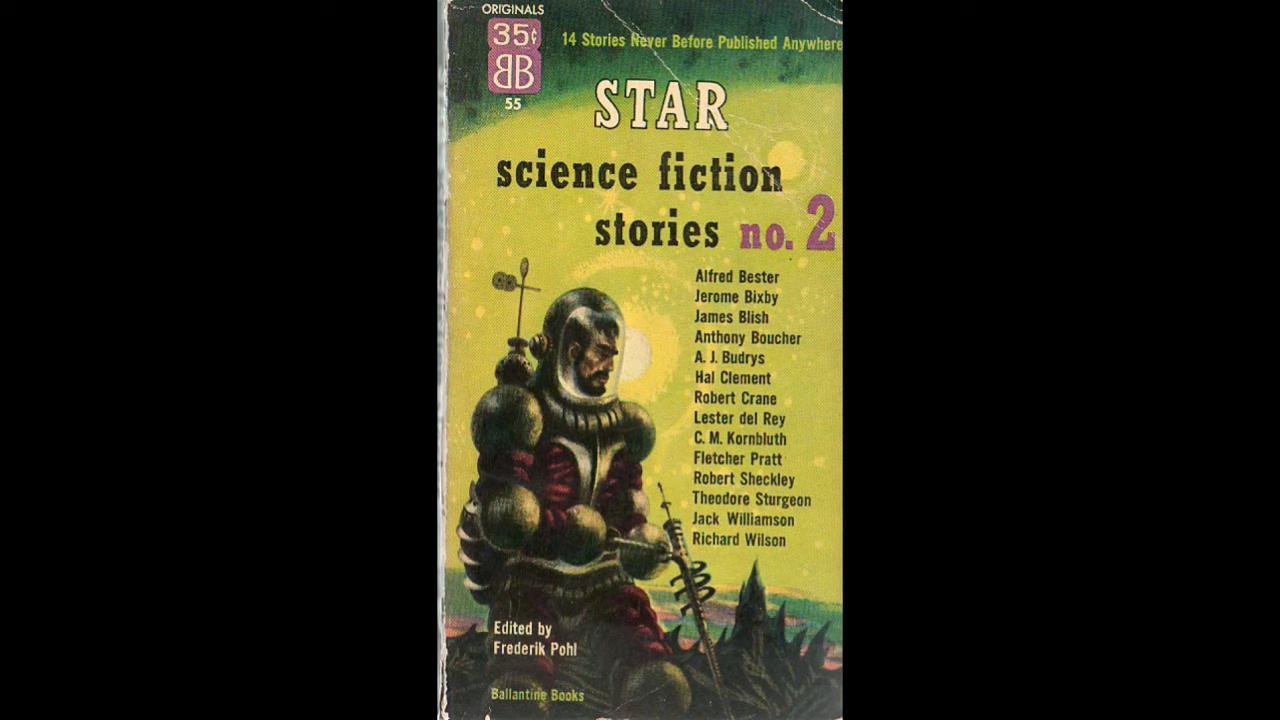 ORIGINALS
35¢
BB
55
14 Stories Never Before Published Anywhere
STAR
science fiction
stories no. 2
Alfred Bester
Jerome Bixby
James Blish
Anthony Boucher
A. J. Budrys
Hal Clement
Robert Crane
Lester del Rey
C. M. Kornbluth
Fletcher Pratt
Robert Sheckley
Theodore Sturgeon
Jack Williamson
Richard Wilson
Edited by
Frederik Pohl
Ballantine Books